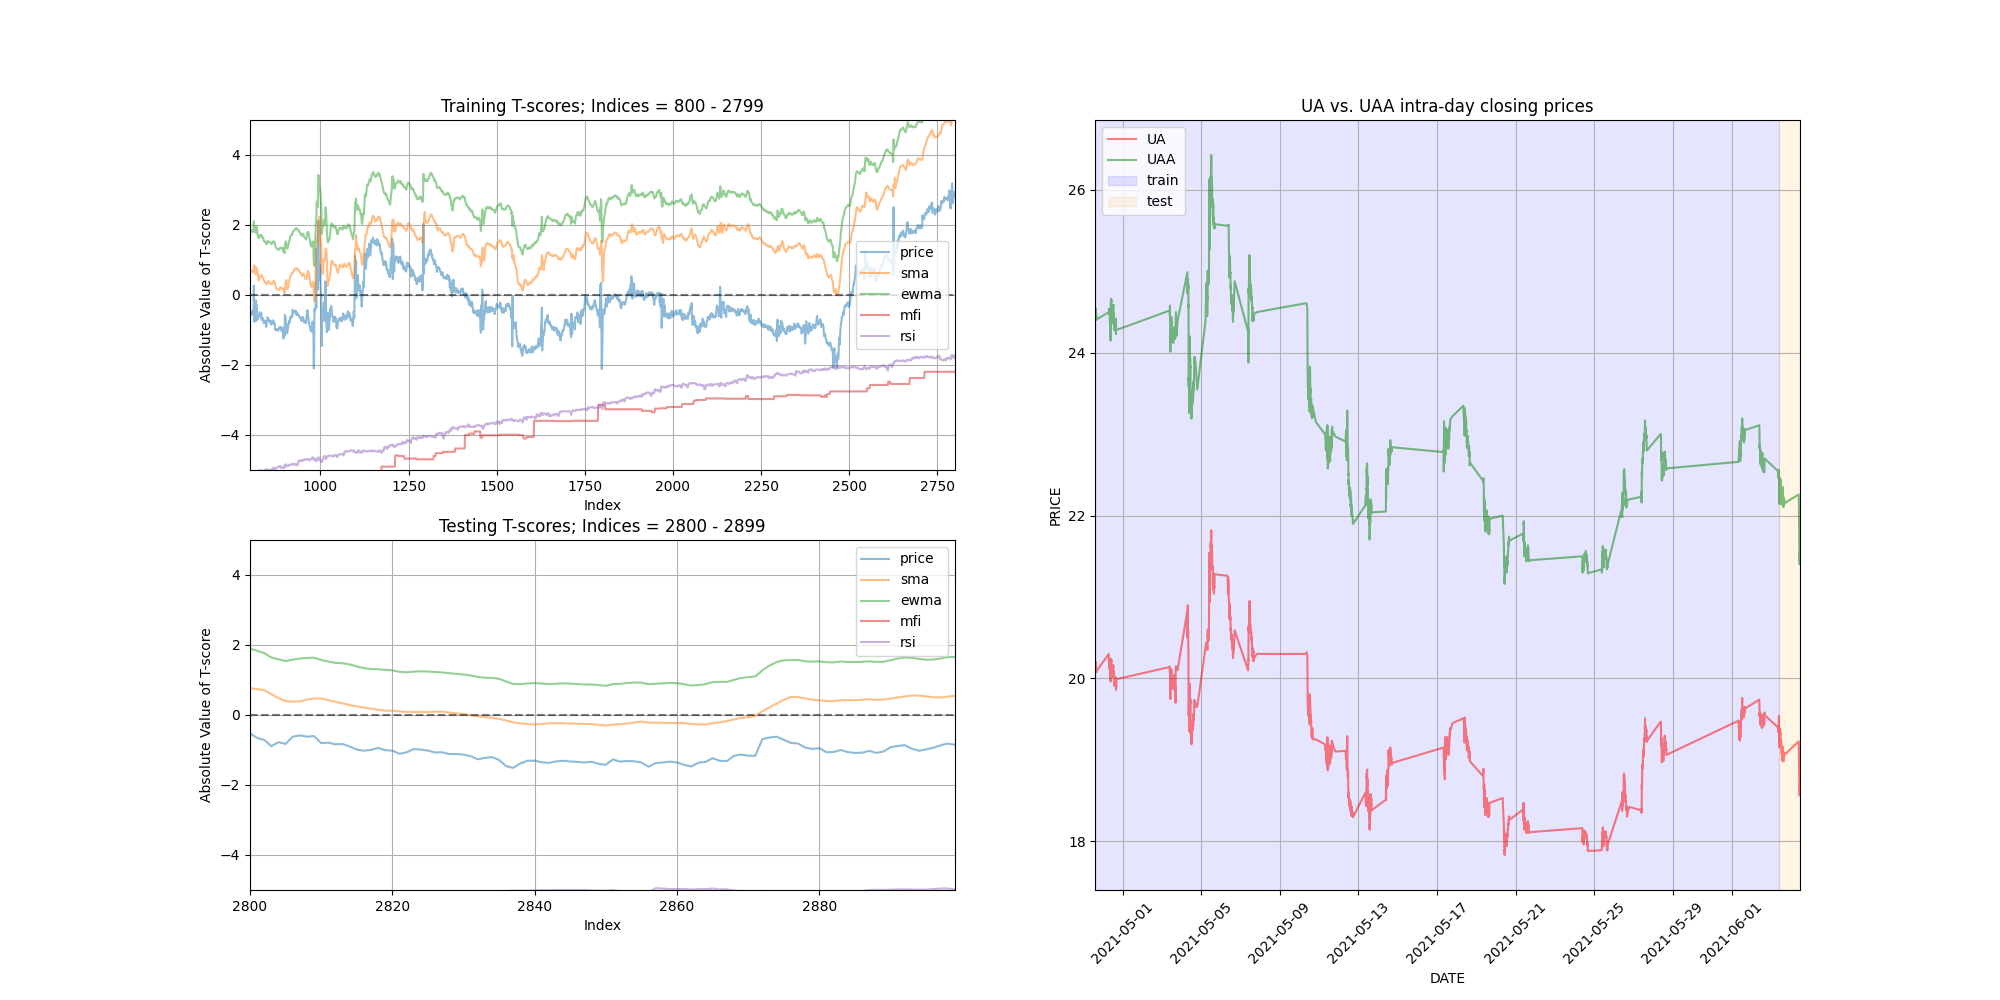 Training T-scores; Indices = 800 - 2799
Absolute Value of T-score
4
2
0
−2
−4
price
sma
ewma
mfi
rsi
1000 1250 1500 1750 2000 2250 2500 2750
Index
Testing T-scores; Indices = 2800 - 2899
Absolute Value of T-score
4
2
0
−2
−4
price
sma
ewma
mfi
rsi
2800 2820 2840 2860 2880
Index
UA vs. UAA intra-day closing prices
UA
UAA
train
test
PRICE
26
24
22
20
18
2021-05-01 2021-05-05 2021-05-09 2021-05-13 2021-05-17 2021-05-21 2021-05-25 2021-05-29 2021-06-01
DATE